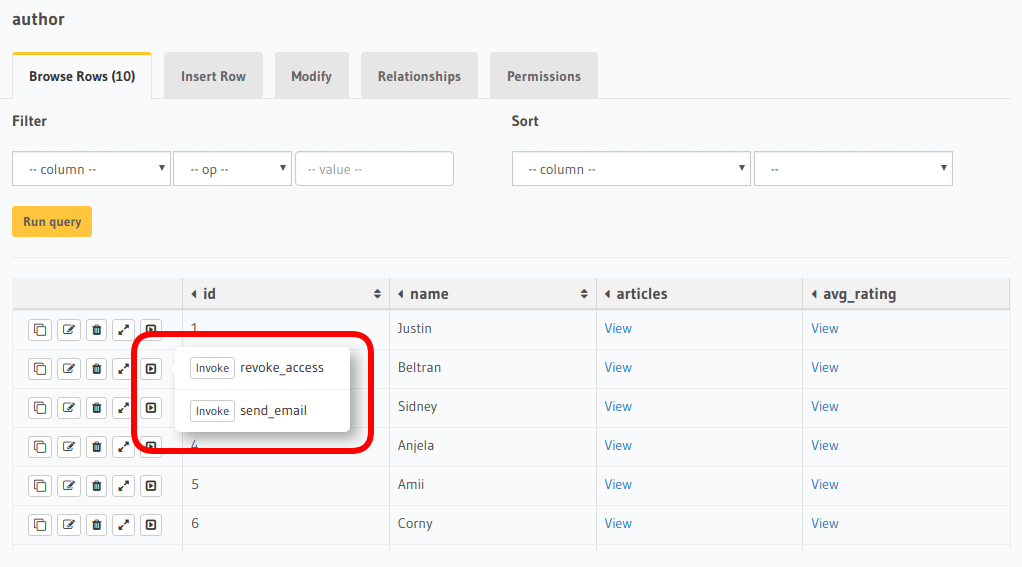 author
Browse Rows (10) Insert Row Modify Relationships Permissions
Filter Sort
-- column -- -- op -- -- value -- -- column -- --
Run query
id name articles avg_rating
1 Justin View View
Invoke revoke_access Beltran View View
Sidney View View
Invoke send_email
4 Anjela View View
5 Amii View View
6 Corny View View